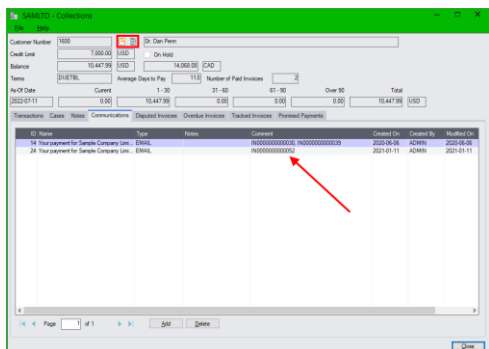 SAMLTD - Collections
File Help
Customer Number 1600 Dr. Dan Penn
Credit Limit 7,000.00 USD On Hold
Balance 10,447.99 USD 14,068.08 CAD
Terms DUETBL Average Days to Pay 11.0 Number of Paid Invoices 2
As-Of Date Current 1 - 30 31 - 60 61 - 90 Over 90 Total
2022-07-11 0.00 10,447.99 0.00 0.00 0.00 10,447.99 USD
Transactions Cases Notes Communications Disputed Invoices Overdue Invoices Tracked Invoices Promised Payments
ID Name Type Notes Comment Created On Created By Modified On
14 Your payment for Sample Company Limi... EMAIL IN0000000000030, IN0000000000039 2020-06-06 ADMIN 2020-06-06
24 Your payment for Sample Company Limi... EMAIL IN0000000000052 2021-01-11 ADMIN 2021-01-11
Page 1 of 1 Add Delete
Close